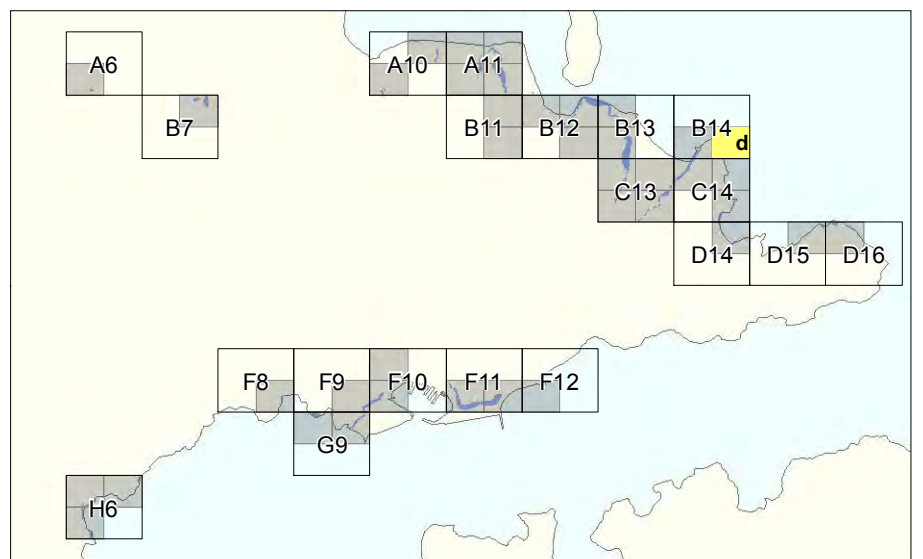 A6 A10 A11
B7 B11 B12 B13 B14 d
C13 C14
D14 D15 D16
F8 F9 F10 F11 F12
G9
H6